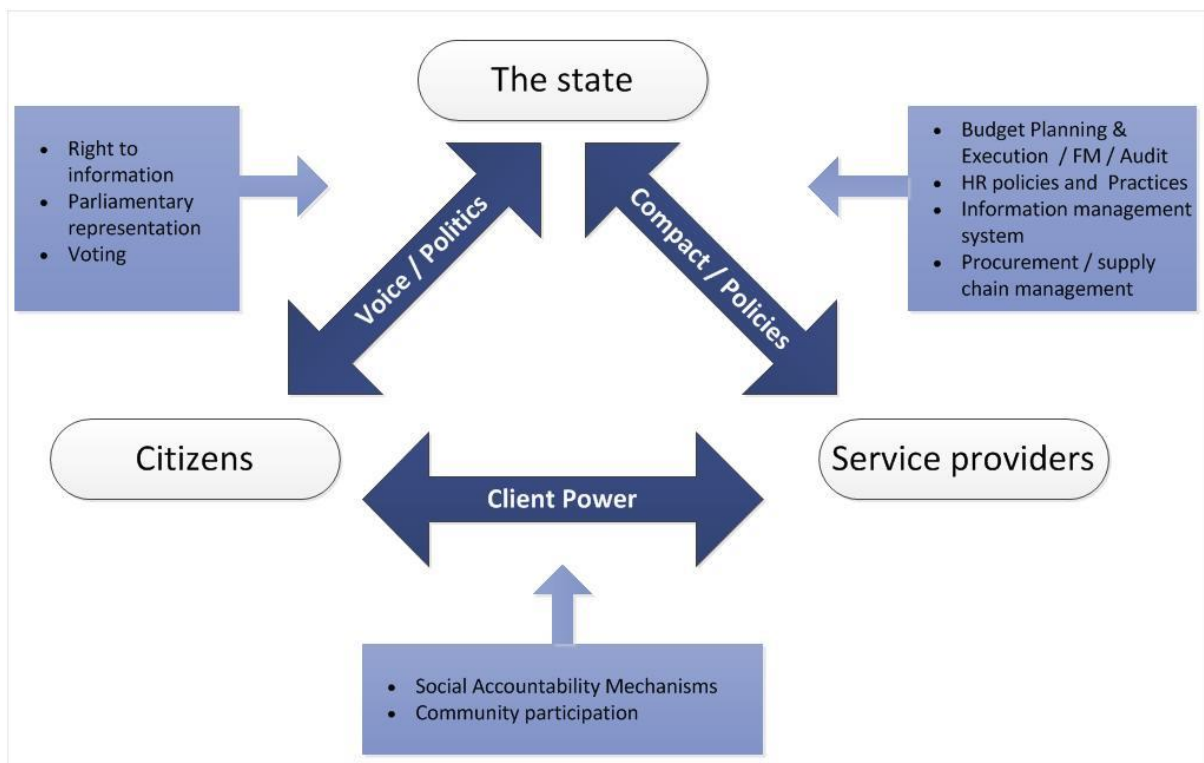 The state
• Right to
information
• Parliamentary
representation
• Voting
Voice / Politics
Compact / Policies
• Budget Planning &
Execution / FM / Audit
• HR policies and Practices
• Information management
system
• Procurement / supply
chain management
Citizens
Client Power
Service providers
• Social Accountability Mechanisms
• Community participation